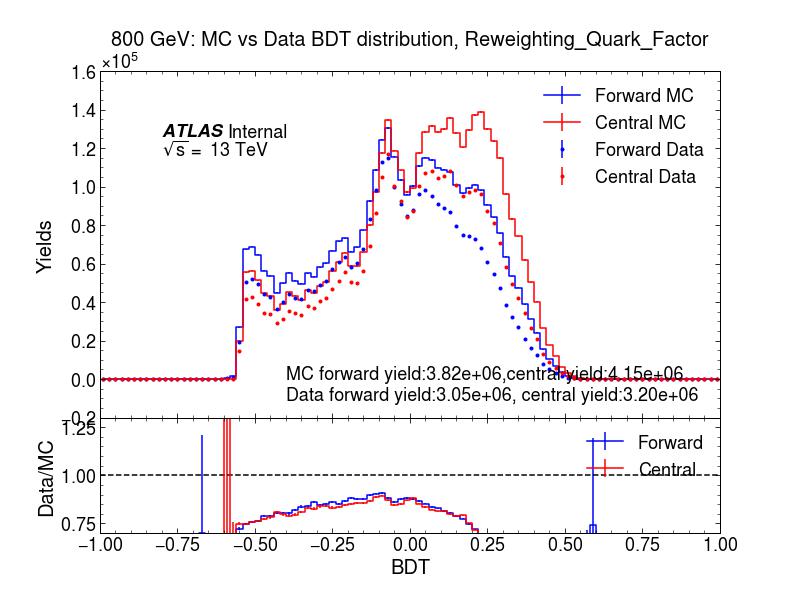 800 GeV: MC vs Data BDT distribution, Reweighting_Quark_Factor
×10⁵
1.6
1.4
1.2
1.0
0.8
0.6
0.4
0.2
0.0
0.2
Yields
ATLAS Internal
√s = 13 TeV
Forward MC
Central MC
Forward Data
Central Data
MC forward yield:3.82e+06,central yield:4.15e+06
Data forward yield:3.05e+06, central yield:3.20e+06
1.25
1.00
0.75
Data/MC
Forward
Central
−1.00 −0.75 −0.50 −0.25 0.00 0.25 0.50 0.75 1.00
BDT